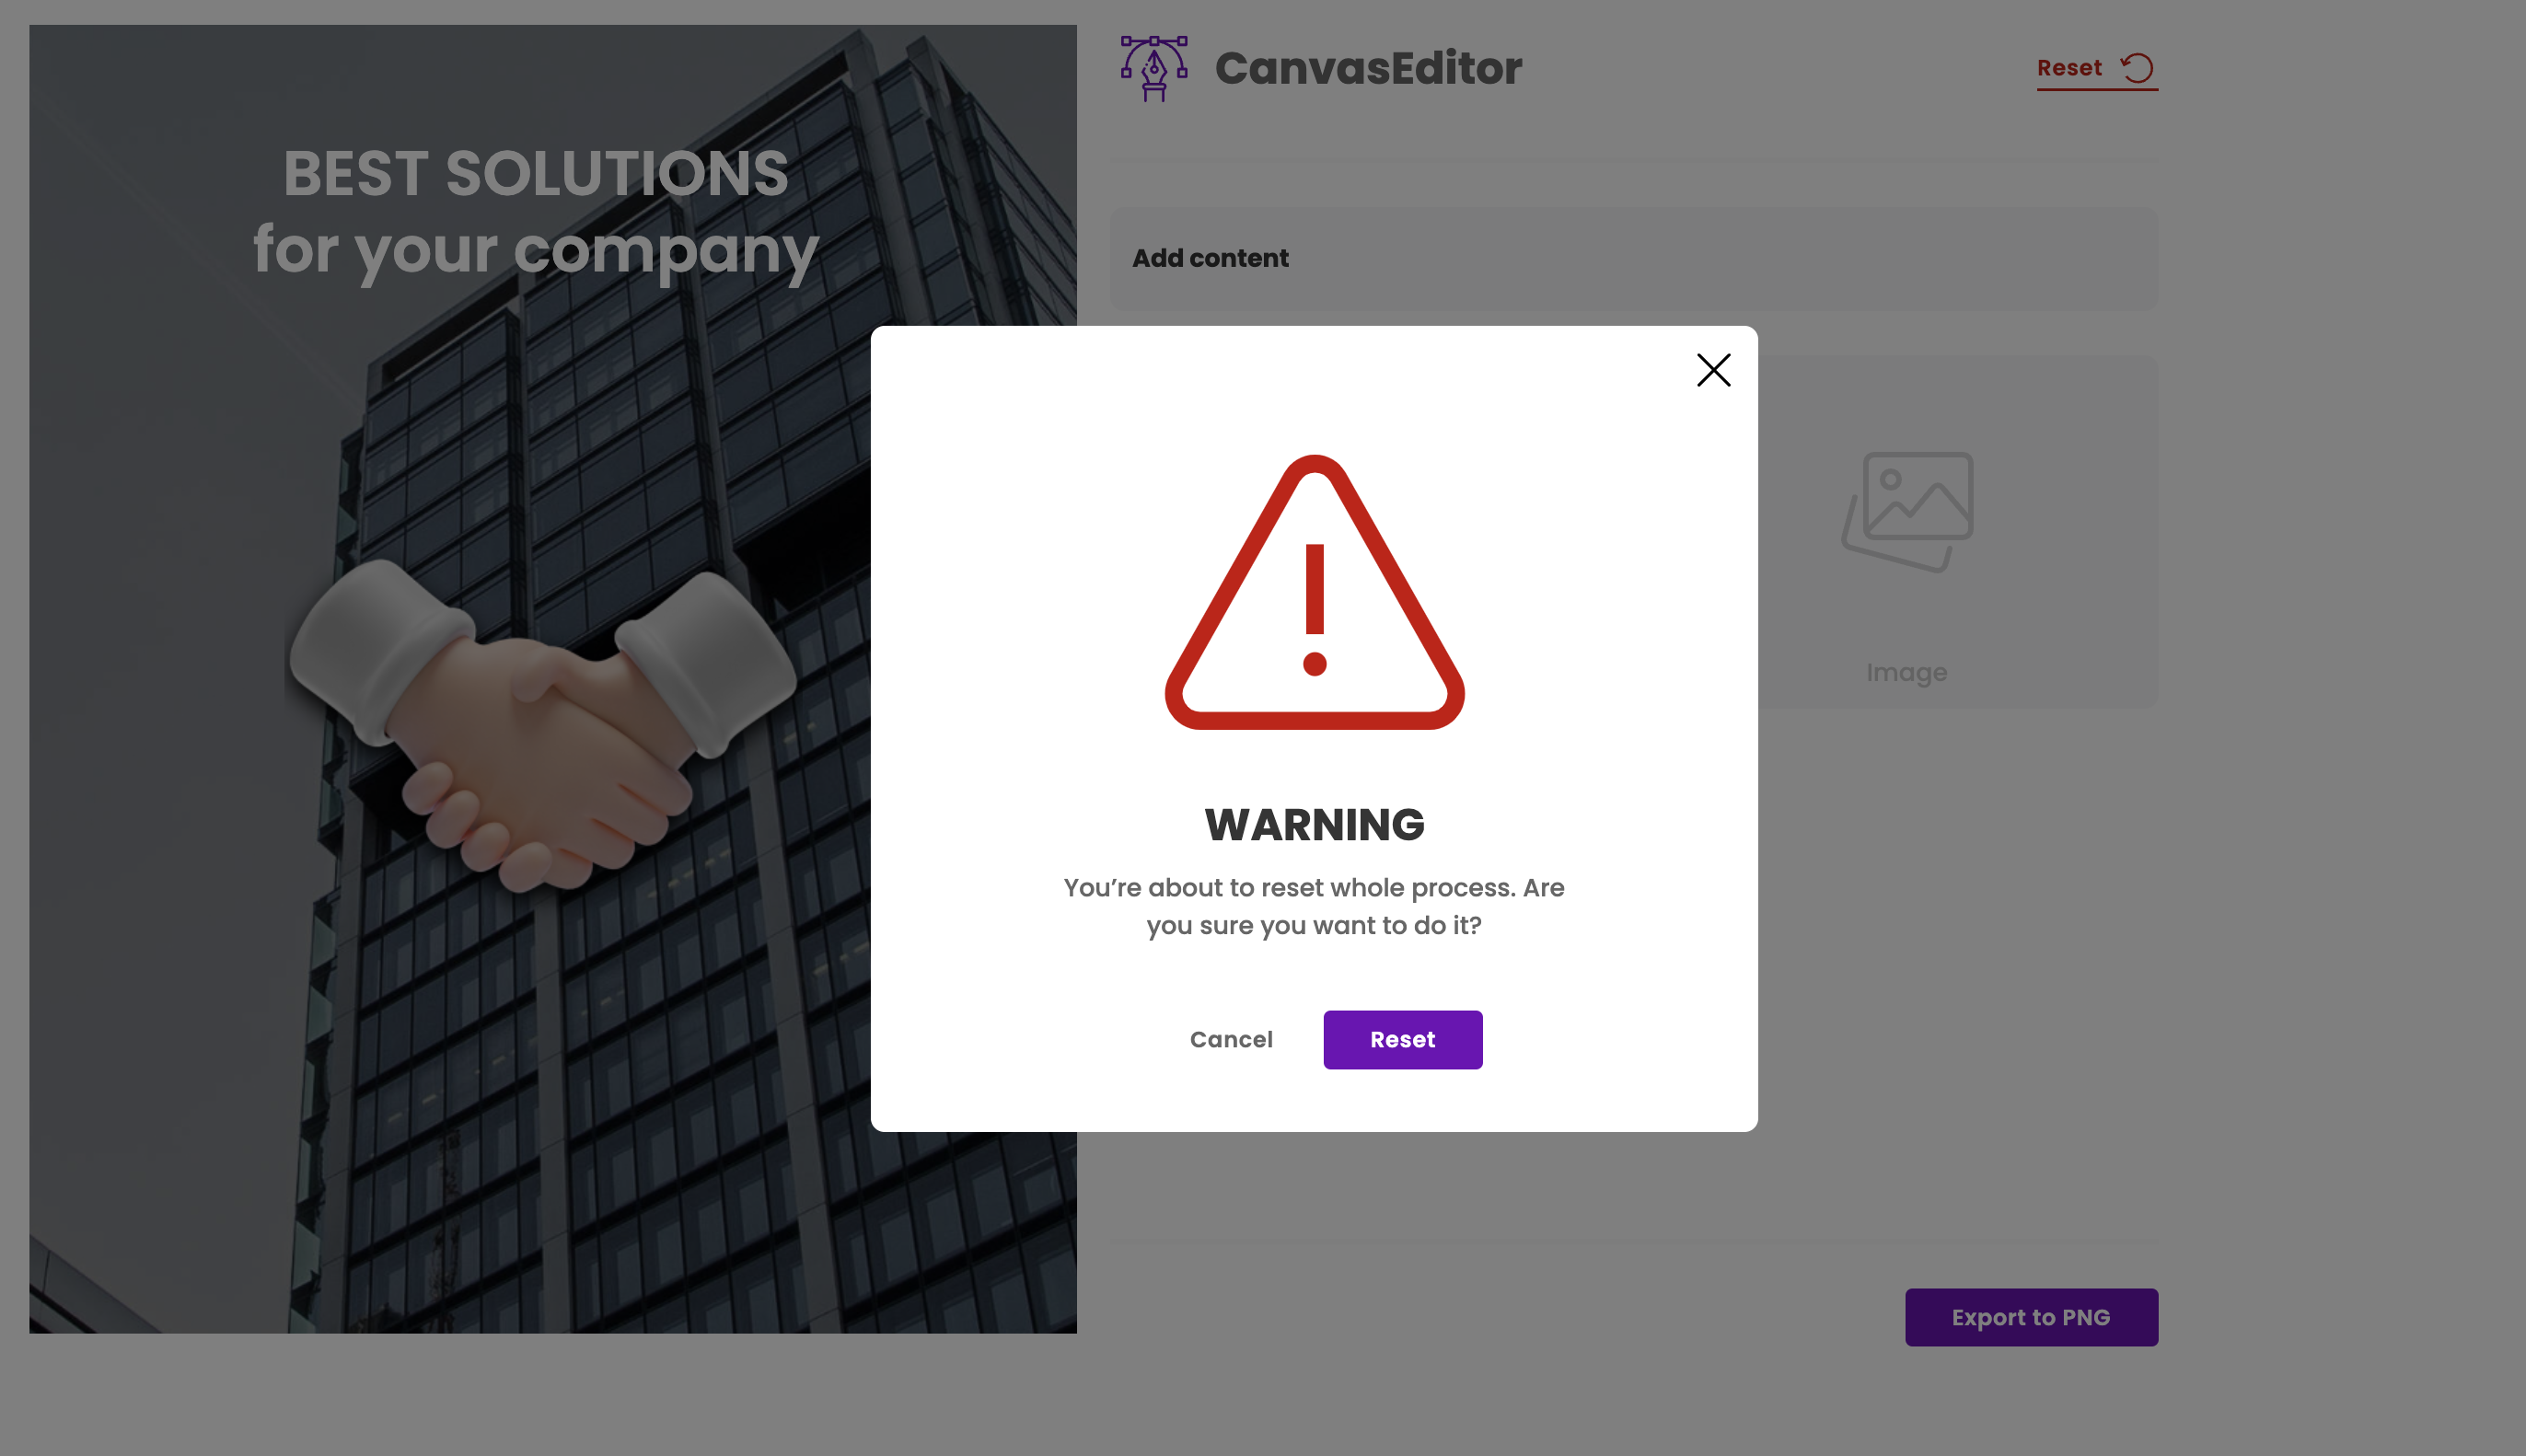 BEST SOLUTIONS
for your company
CanvasEditor
Reset
Add content
Image
WARNING
You’re about to reset whole process. Are
you sure you want to do it?
Cancel
Reset
Export to PNG